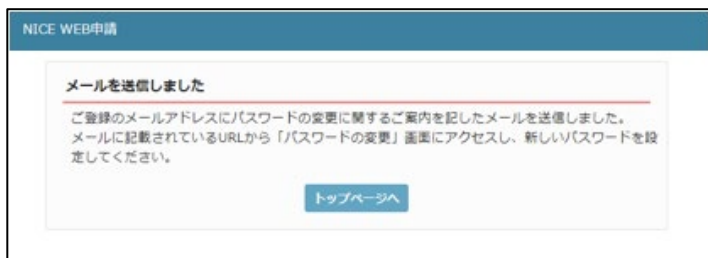 NICE WEB申請
メールを送信しました
ご登録のメールアドレスにパスワードの変更に関するご案内を記したメールを送信しました。
メールに記載されているURLから「パスワードの変更」画面にアクセスし、新しいパスワードを設
定してください。
トップページへ